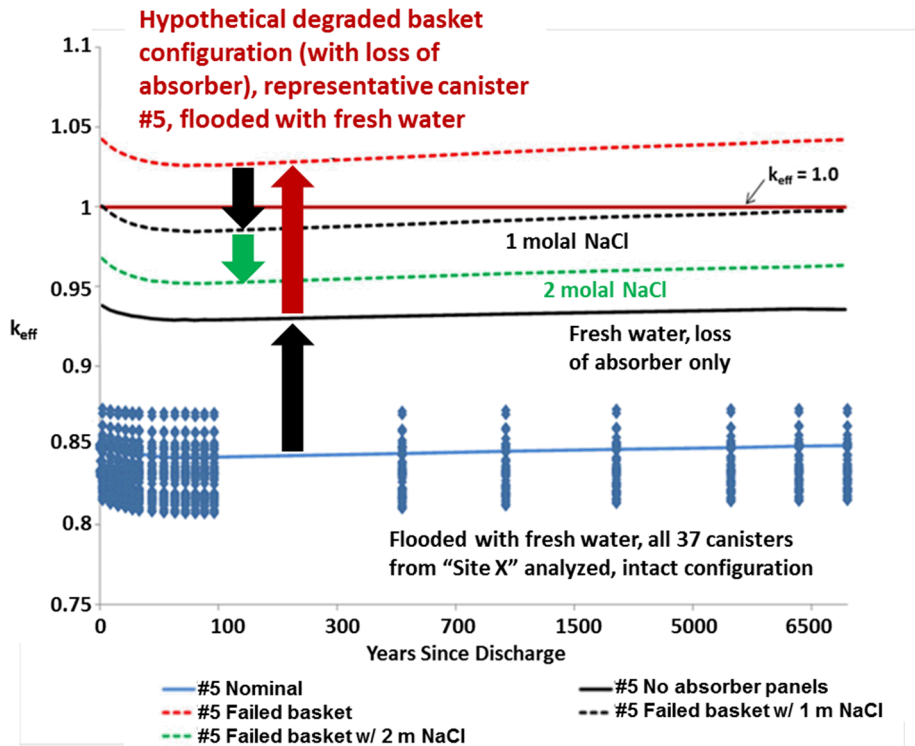 Hypothetical degraded basket
configuration (with loss of
absorber), representative canister
#5, flooded with fresh water
1.1
1.05
1
0.95
0.9
0.85
0.8
0.75
keff
keff = 1.0
1 molal NaCl
2 molal NaCl
Fresh water, loss
of absorber only
Flooded with fresh water, all 37 canisters
from “Site X” analyzed, intact configuration
0 100 300 700 1500 5000 6500
Years Since Discharge
#5 Nominal
#5 No absorber panels
#5 Failed basket
#5 Failed basket w/ 1 m NaCl
#5 Failed basket w/ 2 m NaCl